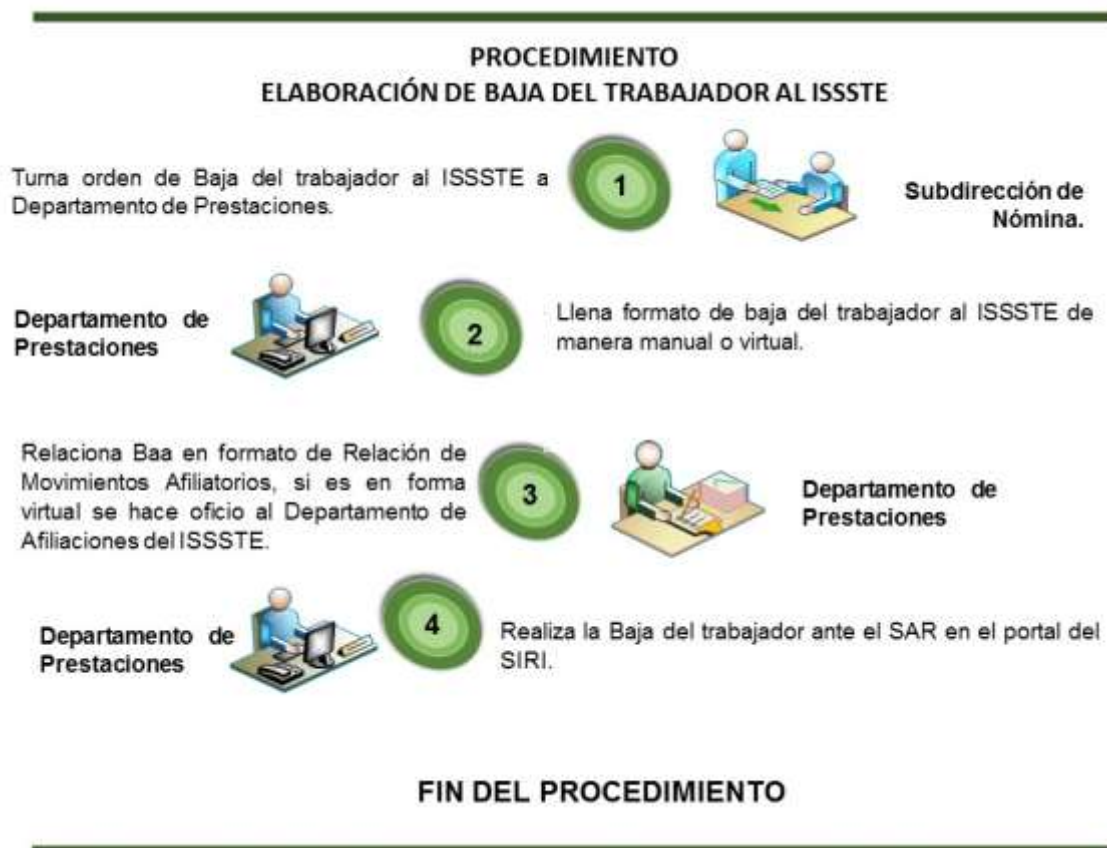 PROCEDIMIENTO
ELABORACIÓN DE BAJA DEL TRABAJADOR AL ISSSTE
Turna orden de Baja del trabajador al ISSSTE a
Departamento de Prestaciones.
1
Subdirección de
Nómina.
Departamento de
Prestaciones
2
Llena formato de baja del trabajador al ISSSTE de
manera manual o virtual.
Relaciona Baa en formato de Relación de
Movimientos Afiliatorios, si es en forma
virtual se hace oficio al Departamento de
Afiliaciones del ISSSTE.
3
Departamento de
Prestaciones
Departamento de
Prestaciones
4
Realiza la Baja del trabajador ante el SAR en el portal del
SIRI.
FIN DEL PROCEDIMIENTO